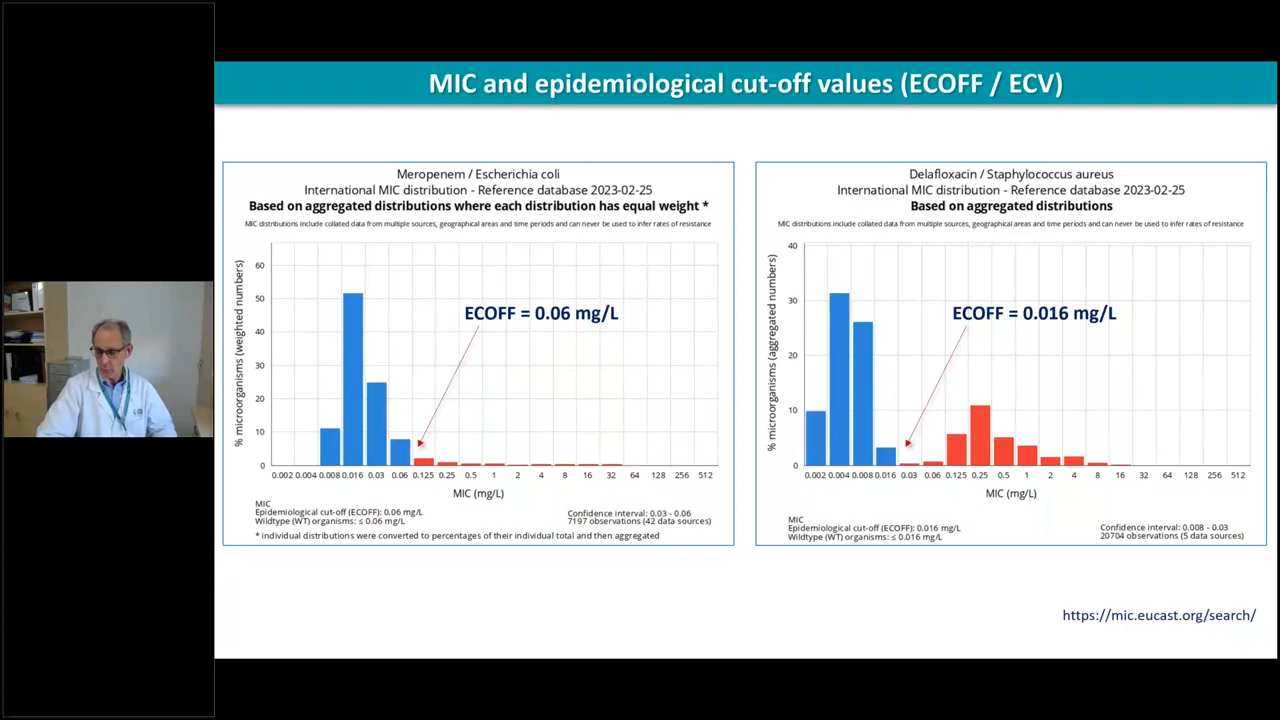 MIC and epidemiological cut-off values (ECOFF / ECV)
Meropenem / Escherichia coli
International MIC distribution - Reference database 2023-02-25
Based on aggregated distributions where each distribution has equal weight *
MIC distributions include collated data from multiple sources, geographical areas and time periods and can never be used to infer rates of resistance
% microorganisms (weighted numbers)
60
50
40
30
20
10
0
ECOFF = 0.06 mg/L
0.002 0.004 0.008 0.016 0.03 0.06 0.125 0.25 0.5 1 2 4 8 16 32 64 128 256 512
MIC (mg/L)
MIC
Epidemiological cut-off (ECOFF): 0.06 mg/L
Wildtype (WT) organisms: ≤ 0.06 mg/L
Confidence interval: 0.03 - 0.06
7197 observations (42 data sources)
* individual distributions were converted to percentages of their individual total and then aggregated
Delafloxacin / Staphylococcus aureus
International MIC distribution - Reference database 2023-02-25
Based on aggregated distributions
MIC distributions include collated data from multiple sources, geographical areas and time periods and can never be used to infer rates of resistance
% microorganisms (aggregated numbers)
40
30
20
10
0
ECOFF = 0.016 mg/L
0.002 0.004 0.008 0.016 0.03 0.06 0.125 0.25 0.5 1 2 4 8 16 32 64 128 256 512
MIC (mg/L)
MIC
Epidemiological cut-off (ECOFF): 0.016 mg/L
Wildtype (WT) organisms: ≤ 0.016 mg/L
Confidence interval: 0.008 - 0.03
20704 observations (5 data sources)
https://mic.eucast.org/search/